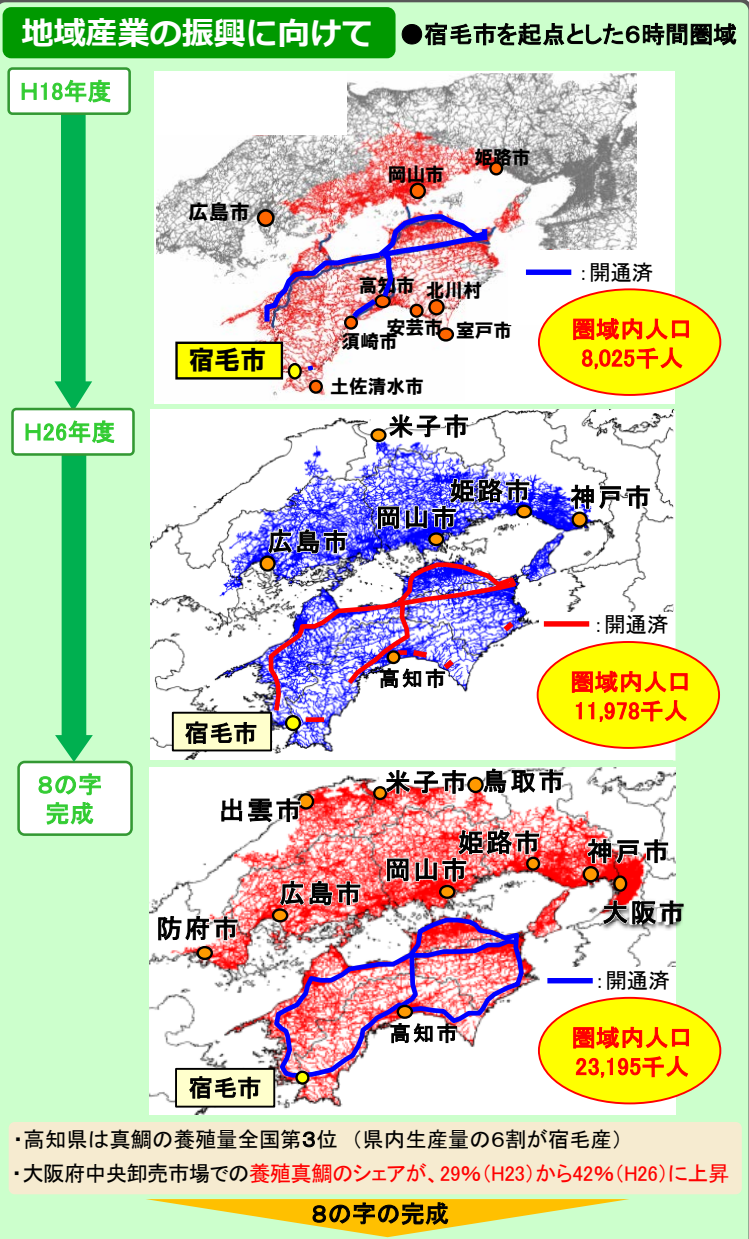 地域産業の振興に向けて
●宿毛市を起点とした６時間圏域
H18年度
姫路市
岡山市
広島市
：開通済
高知市
北川村
須崎市
安芸市
室戸市
圏域内人口
8,025千人
宿毛市
土佐清水市
H26年度
米子市
姫路市
神戸市
岡山市
広島市
：開通済
高知市
圏域内人口
11,978千人
宿毛市
８の字
完成
米子市
鳥取市
出雲市
姫路市
神戸市
岡山市
広島市
大阪市
防府市
：開通済
高知市
圏域内人口
23,195千人
宿毛市
・高知県は真鯛の養殖量全国第３位　（県内生産量の６割が宿毛産）
・大阪府中央卸売市場での養殖真鯛のシェアが、29％（H23）から42％（H26）に上昇
８の字の完成